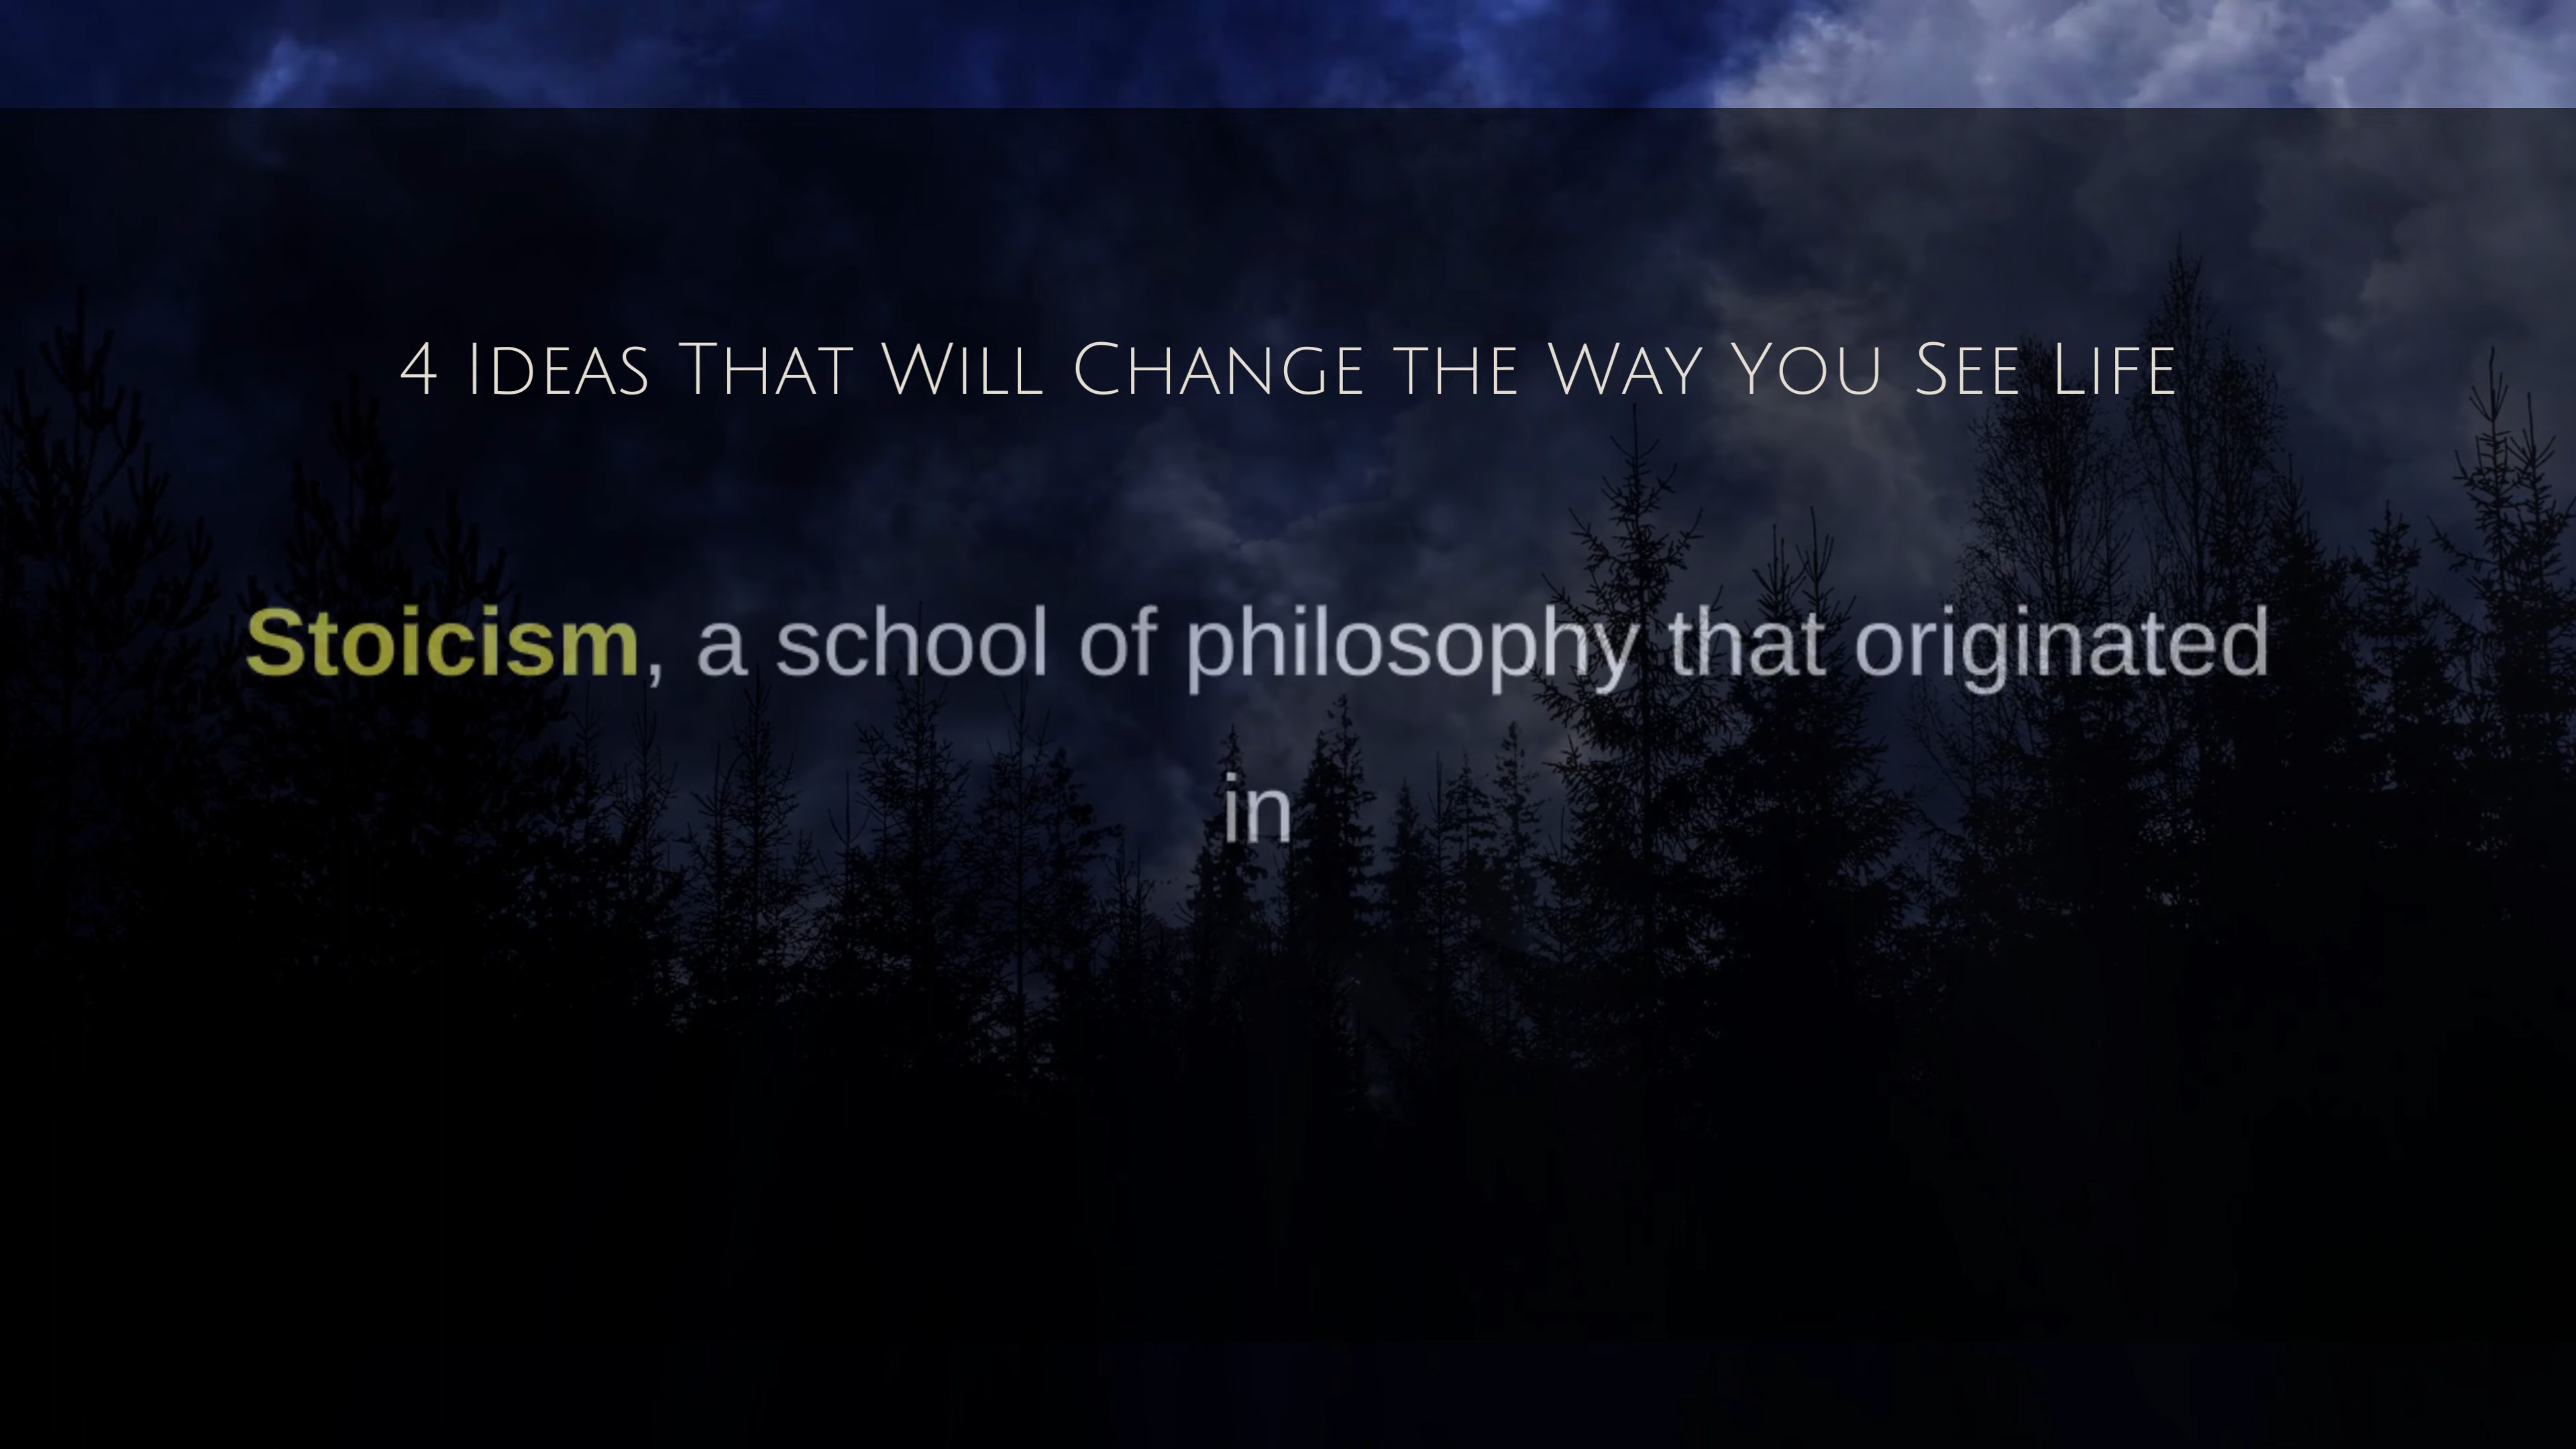 4 Ideas That Will Change the Way You See Life
Stoicism, a school of philosophy that originated
in